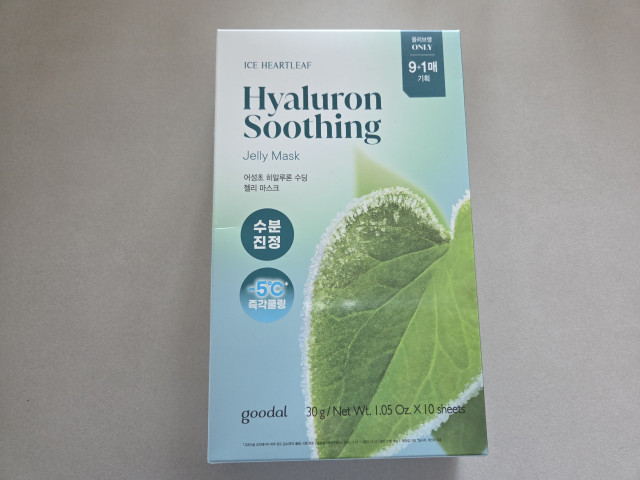 올리브영
ONLY
9+1매
기획
ICE HEARTLEAF
Hyaluron
Soothing
Jelly Mask
어성초 히알루론 수딩
젤리 마스크
수분
진정
-5℃*
즉각쿨링
goodal
30 g / Net Wt. 1.05 Oz. X 10 sheets